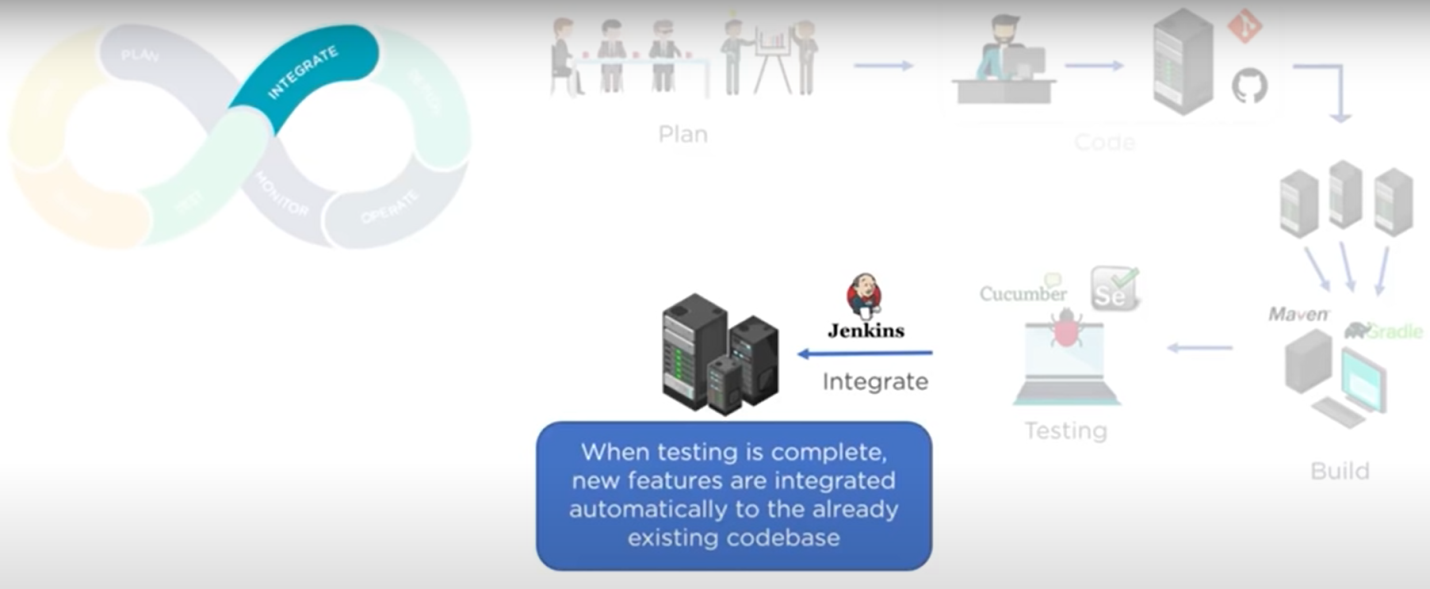 PLAN
INTEGRATE
MONITOR
OPERATE
Plan
Code
Cucumber
Se
Maven
Gradle
Jenkins
Integrate
Testing
Build
When testing is complete,
new features are integrated
automatically to the already
existing codebase